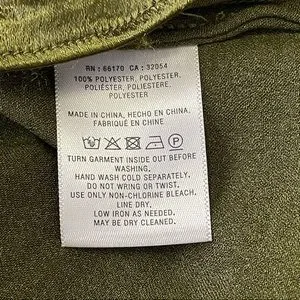 RN : 66170 CA : 32054
100% POLYESTER, POLYESTER.
POLIÉSTER, POLIESTERE.
POLYESTER
MADE IN CHINA, HECHO EN CHINA.
FABRIQUÉ EN CHINE
TURN GARMENT INSIDE OUT BEFORE
WASHING.
HAND WASH COLD SEPARATELY.
DO NOT WRING OR TWIST.
USE ONLY NON-CHLORINE BLEACH.
LINE DRY.
LOW IRON AS NEEDED.
MAY BE DRY CLEANED.